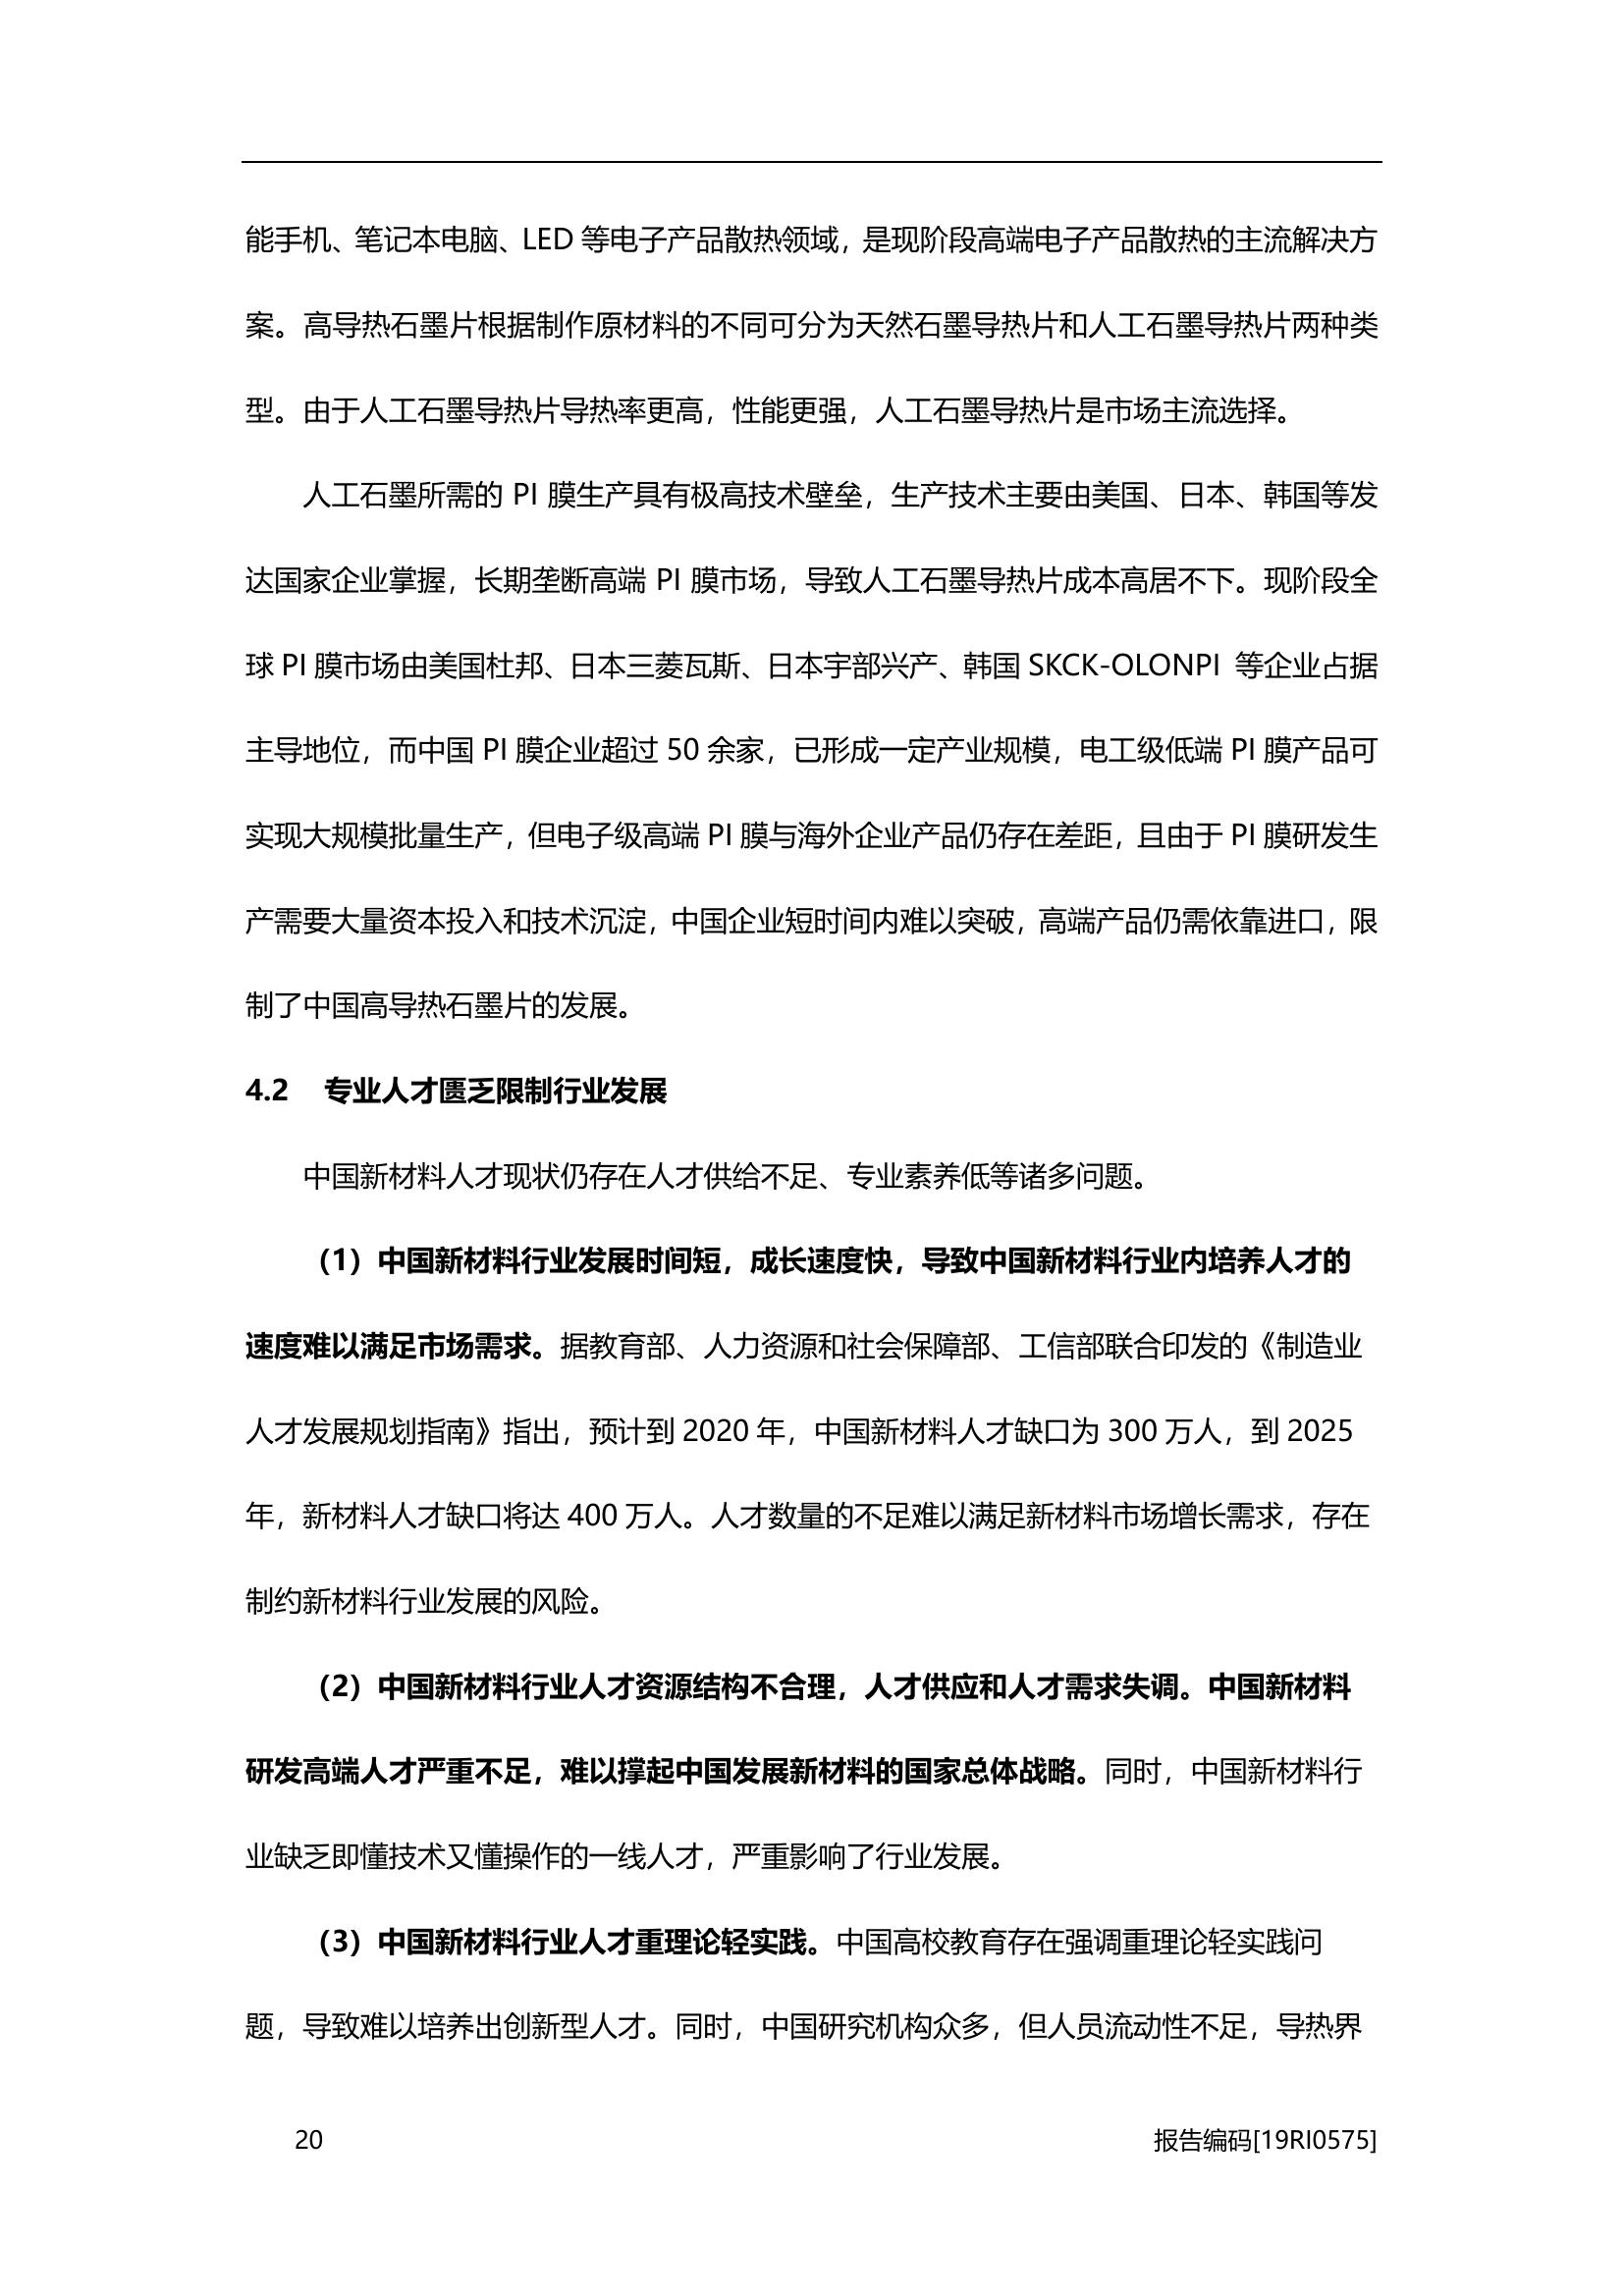 能手机、笔记本电脑、LED 等电子产品散热领域，是现阶段高端电子产品散热的主流解决方
案。高导热石墨片根据制作原材料的不同可分为天然石墨导热片和人工石墨导热片两种类
型。由于人工石墨导热片导热率更高，性能更强，人工石墨导热片是市场主流选择。
人工石墨所需的 PI 膜生产具有极高技术壁垒，生产技术主要由美国、日本、韩国等发
达国家企业掌握，长期垄断高端 PI 膜市场，导致人工石墨导热片成本高居不下。现阶段全
球 PI 膜市场由美国杜邦、日本三菱瓦斯、日本宇部兴产、韩国 SKCK-OLONPI 等企业占据
主导地位，而中国 PI 膜企业超过 50 余家，已形成一定产业规模，电工级低端 PI 膜产品可
实现大规模批量生产，但电子级高端 PI 膜与海外企业产品仍存在差距，且由于 PI 膜研发生
产需要大量资本投入和技术沉淀，中国企业短时间内难以突破，高端产品仍需依靠进口，限
制了中国高导热石墨片的发展。
4.2 专业人才匮乏限制行业发展
中国新材料人才现状仍存在人才供给不足、专业素养低等诸多问题。
（1）中国新材料行业发展时间短，成长速度快，导致中国新材料行业内培养人才的
速度难以满足市场需求。据教育部、人力资源和社会保障部、工信部联合印发的《制造业
人才发展规划指南》指出，预计到 2020 年，中国新材料人才缺口为 300 万人，到 2025
年，新材料人才缺口将达 400 万人。人才数量的不足难以满足新材料市场增长需求，存在
制约新材料行业发展的风险。
（2）中国新材料行业人才资源结构不合理，人才供应和人才需求失调。中国新材料
研发高端人才严重不足，难以撑起中国发展新材料的国家总体战略。同时，中国新材料行
业缺乏即懂技术又懂操作的一线人才，严重影响了行业发展。
（3）中国新材料行业人才重理论轻实践。中国高校教育存在强调重理论轻实践问
题，导致难以培养出创新型人才。同时，中国研究机构众多，但人员流动性不足，导热界
20 报告编码[19RI0575]